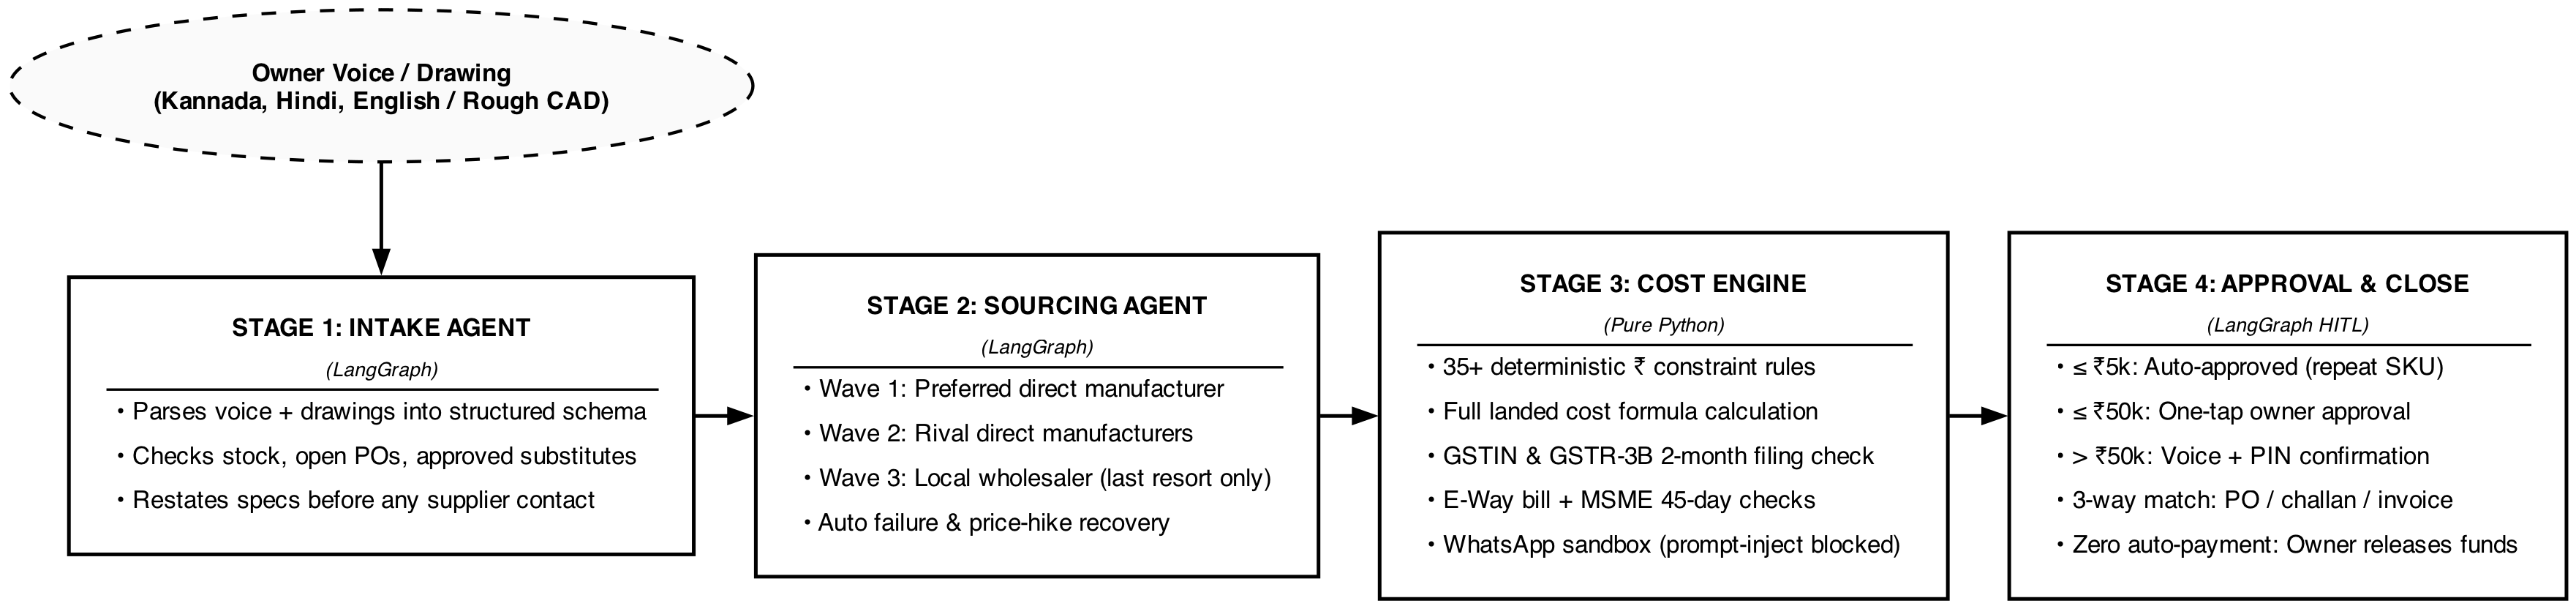 Owner Voice / Drawing
(Kannada, Hindi, English / Rough CAD)
STAGE 1: INTAKE AGENT
(LangGraph)
• Parses voice + drawings into structured schema
• Checks stock, open POs, approved substitutes
• Restates specs before any supplier contact
STAGE 2: SOURCING AGENT
(LangGraph)
• Wave 1: Preferred direct manufacturer
• Wave 2: Rival direct manufacturers
• Wave 3: Local wholesaler (last resort only)
• Auto failure & price-hike recovery
STAGE 3: COST ENGINE
(Pure Python)
• 35+ deterministic ₹ constraint rules
• Full landed cost formula calculation
• GSTIN & GSTR-3B 2-month filing check
• E-Way bill + MSME 45-day checks
• WhatsApp sandbox (prompt-inject blocked)
STAGE 4: APPROVAL & CLOSE
(LangGraph HITL)
• ≤ ₹5k: Auto-approved (repeat SKU)
• ≤ ₹50k: One-tap owner approval
• > ₹50k: Voice + PIN confirmation
• 3-way match: PO / challan / invoice
• Zero auto-payment: Owner releases funds